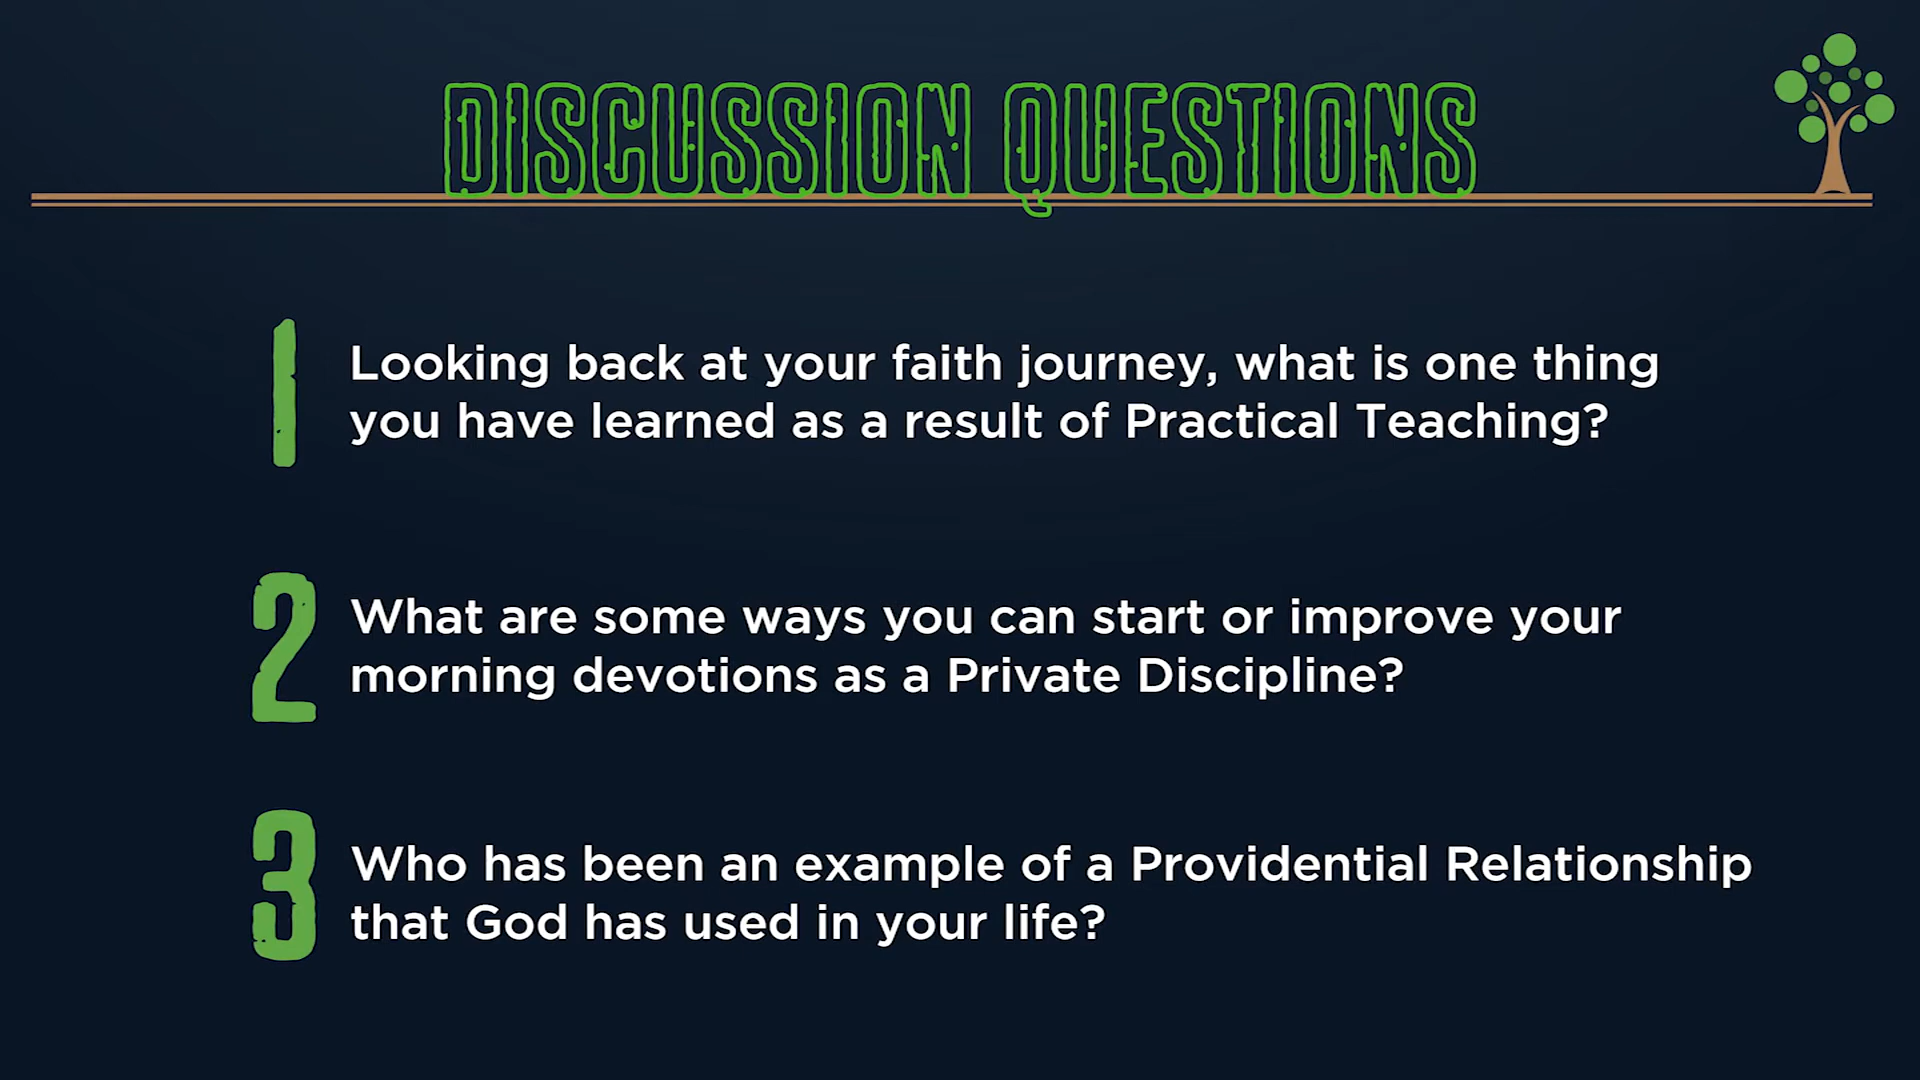 DISCUSSION QUESTIONS
1
Looking back at your faith journey, what is one thing
you have learned as a result of Practical Teaching?
2
What are some ways you can start or improve your
morning devotions as a Private Discipline?
3
Who has been an example of a Providential Relationship
that God has used in your life?